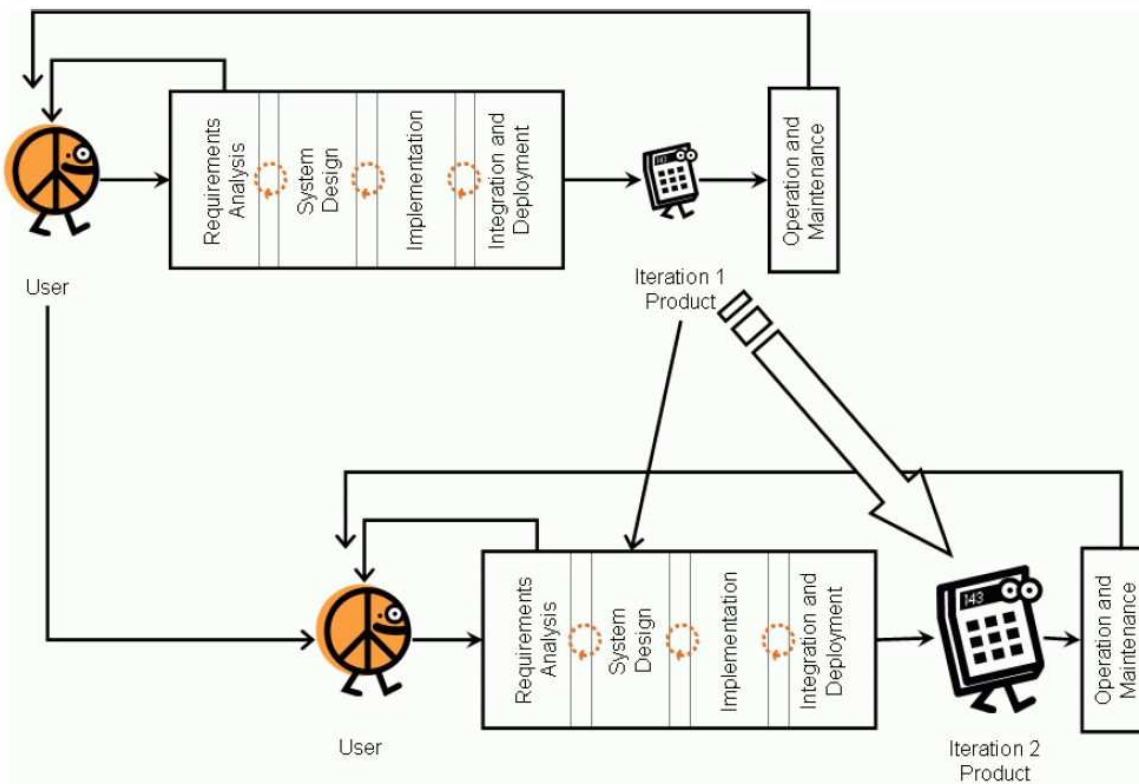 Requirements
Analysis
System
Design
Implementation
Integration and
Deployment
143
Operation and
Maintenance
User
Iteration 1
Product
Requirements
Analysis
System
Design
Implementation
Integration and
Deployment
143
Operation and
Maintenance
User
Iteration 2
Product